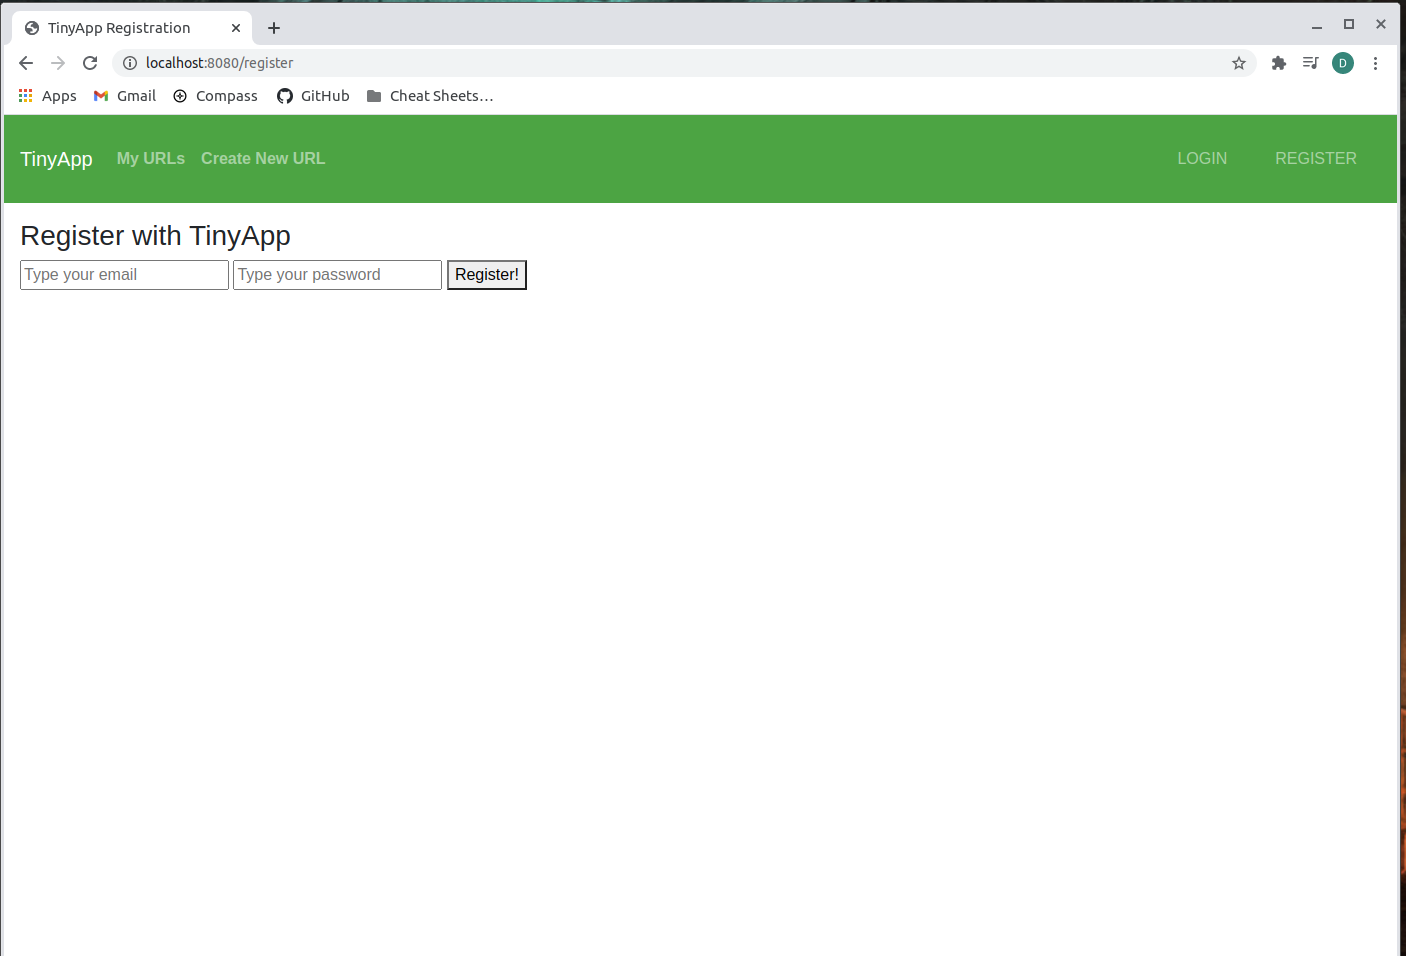 TinyApp Registration
localhost:8080/register
D
Apps Gmail Compass GitHub Cheat Sheets...
TinyApp My URLs Create New URL LOGIN REGISTER
Register with TinyApp
Type your email Type your password Register!